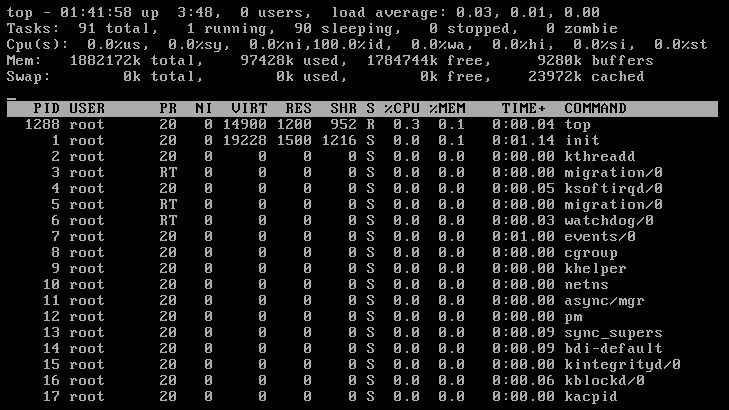 top - 01:41:58 up  3:48,  0 users,  load average: 0.03, 0.01, 0.00
Tasks:  91 total,   1 running,  90 sleeping,   0 stopped,   0 zombie
Cpu(s):  0.0%us,  0.0%sy,  0.0%ni,100.0%id,  0.0%wa,  0.0%hi,  0.0%si,  0.0%st
Mem:   1882172k total,    97428k used,  1784744k free,     9280k buffers
Swap:        0k total,        0k used,        0k free,    23972k cached
  PID USER      PR  NI  VIRT  RES  SHR S %CPU %MEM    TIME+  COMMAND
 1288 root      20   0 14900 1200  952 R  0.3  0.1   0:00.04 top
    1 root      20   0 19228 1500 1216 S  0.0  0.1   0:01.14 init
    2 root      20   0     0    0    0 S  0.0  0.0   0:00.00 kthreadd
    3 root      RT   0     0    0    0 S  0.0  0.0   0:00.00 migration/0
    4 root      20   0     0    0    0 S  0.0  0.0   0:00.05 ksoftirqd/0
    5 root      RT   0     0    0    0 S  0.0  0.0   0:00.00 migration/0
    6 root      RT   0     0    0    0 S  0.0  0.0   0:00.03 watchdog/0
    7 root      20   0     0    0    0 S  0.0  0.0   0:01.00 events/0
    8 root      20   0     0    0    0 S  0.0  0.0   0:00.00 cgroup
    9 root      20   0     0    0    0 S  0.0  0.0   0:00.00 khelper
   10 root      20   0     0    0    0 S  0.0  0.0   0:00.00 netns
   11 root      20   0     0    0    0 S  0.0  0.0   0:00.00 async/mgr
   12 root      20   0     0    0    0 S  0.0  0.0   0:00.00 pm
   13 root      20   0     0    0    0 S  0.0  0.0   0:00.09 sync_supers
   14 root      20   0     0    0    0 S  0.0  0.0   0:00.09 bdi-default
   15 root      20   0     0    0    0 S  0.0  0.0   0:00.00 kintegrityd/0
   16 root      20   0     0    0    0 S  0.0  0.0   0:00.06 kblockd/0
   17 root      20   0     0    0    0 S  0.0  0.0   0:00.00 kacpid